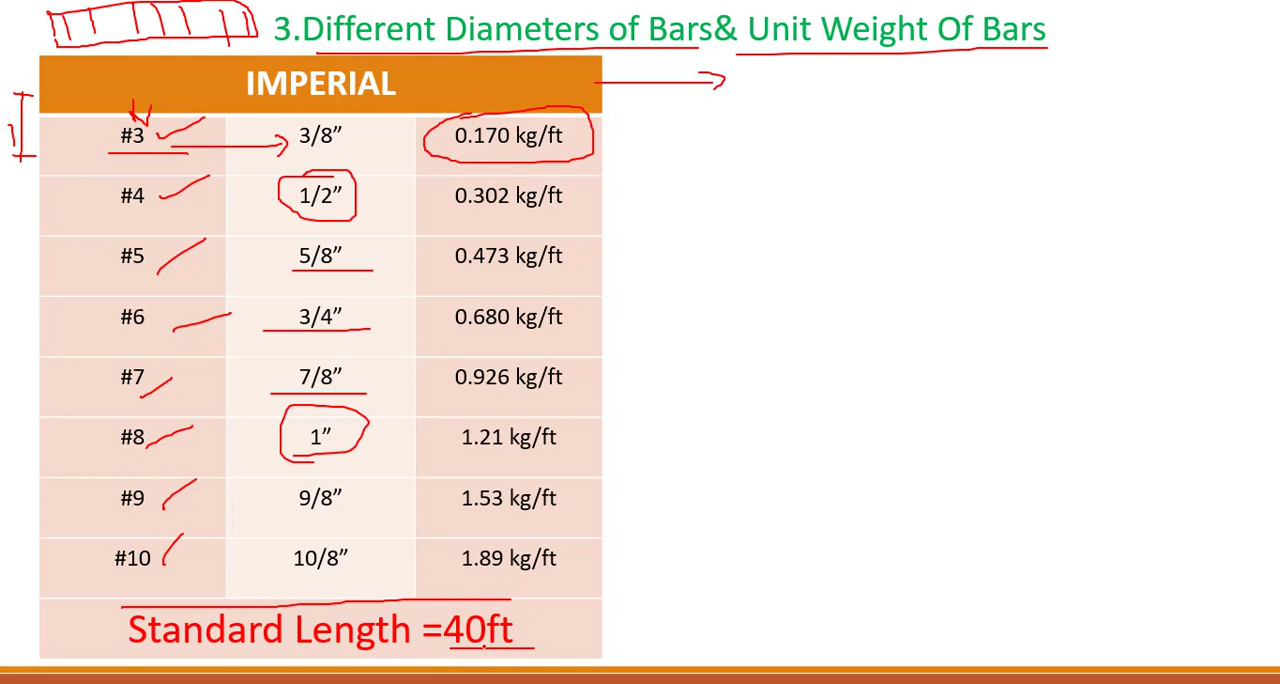 3.Different Diameters of Bars& Unit Weight Of Bars
IMPERIAL
#3 3/8” 0.170 kg/ft
#4 1/2” 0.302 kg/ft
#5 5/8” 0.473 kg/ft
#6 3/4” 0.680 kg/ft
#7 7/8” 0.926 kg/ft
#8 1” 1.21 kg/ft
#9 9/8” 1.53 kg/ft
#10 10/8” 1.89 kg/ft
Standard Length =40ft